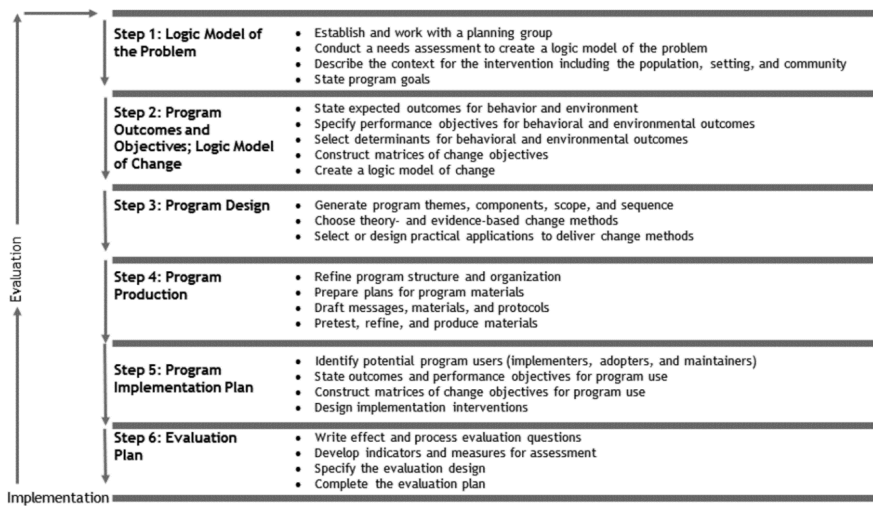 Step 1: Logic Model of
the Problem
• Establish and work with a planning group
• Conduct a needs assessment to create a logic model of the problem
• Describe the context for the intervention including the population, setting, and community
• State program goals
Step 2: Program
Outcomes and
Objectives; Logic Model
of Change
• State expected outcomes for behavior and environment
• Specify performance objectives for behavioral and environmental outcomes
• Select determinants for behavioral and environmental outcomes
• Construct matrices of change objectives
• Create a logic model of change
Step 3: Program Design
• Generate program themes, components, scope, and sequence
• Choose theory- and evidence-based change methods
• Select or design practical applications to deliver change methods
Step 4: Program
Production
• Refine program structure and organization
• Prepare plans for program materials
• Draft messages, materials, and protocols
• Pretest, refine, and produce materials
Step 5: Program
Implementation Plan
• Identify potential program users (implementers, adopters, and maintainers)
• State outcomes and performance objectives for program use
• Construct matrices of change objectives for program use
• Design implementation interventions
Step 6: Evaluation
Plan
• Write effect and process evaluation questions
• Develop indicators and measures for assessment
• Specify the evaluation design
• Complete the evaluation plan
Evaluation
Implementation